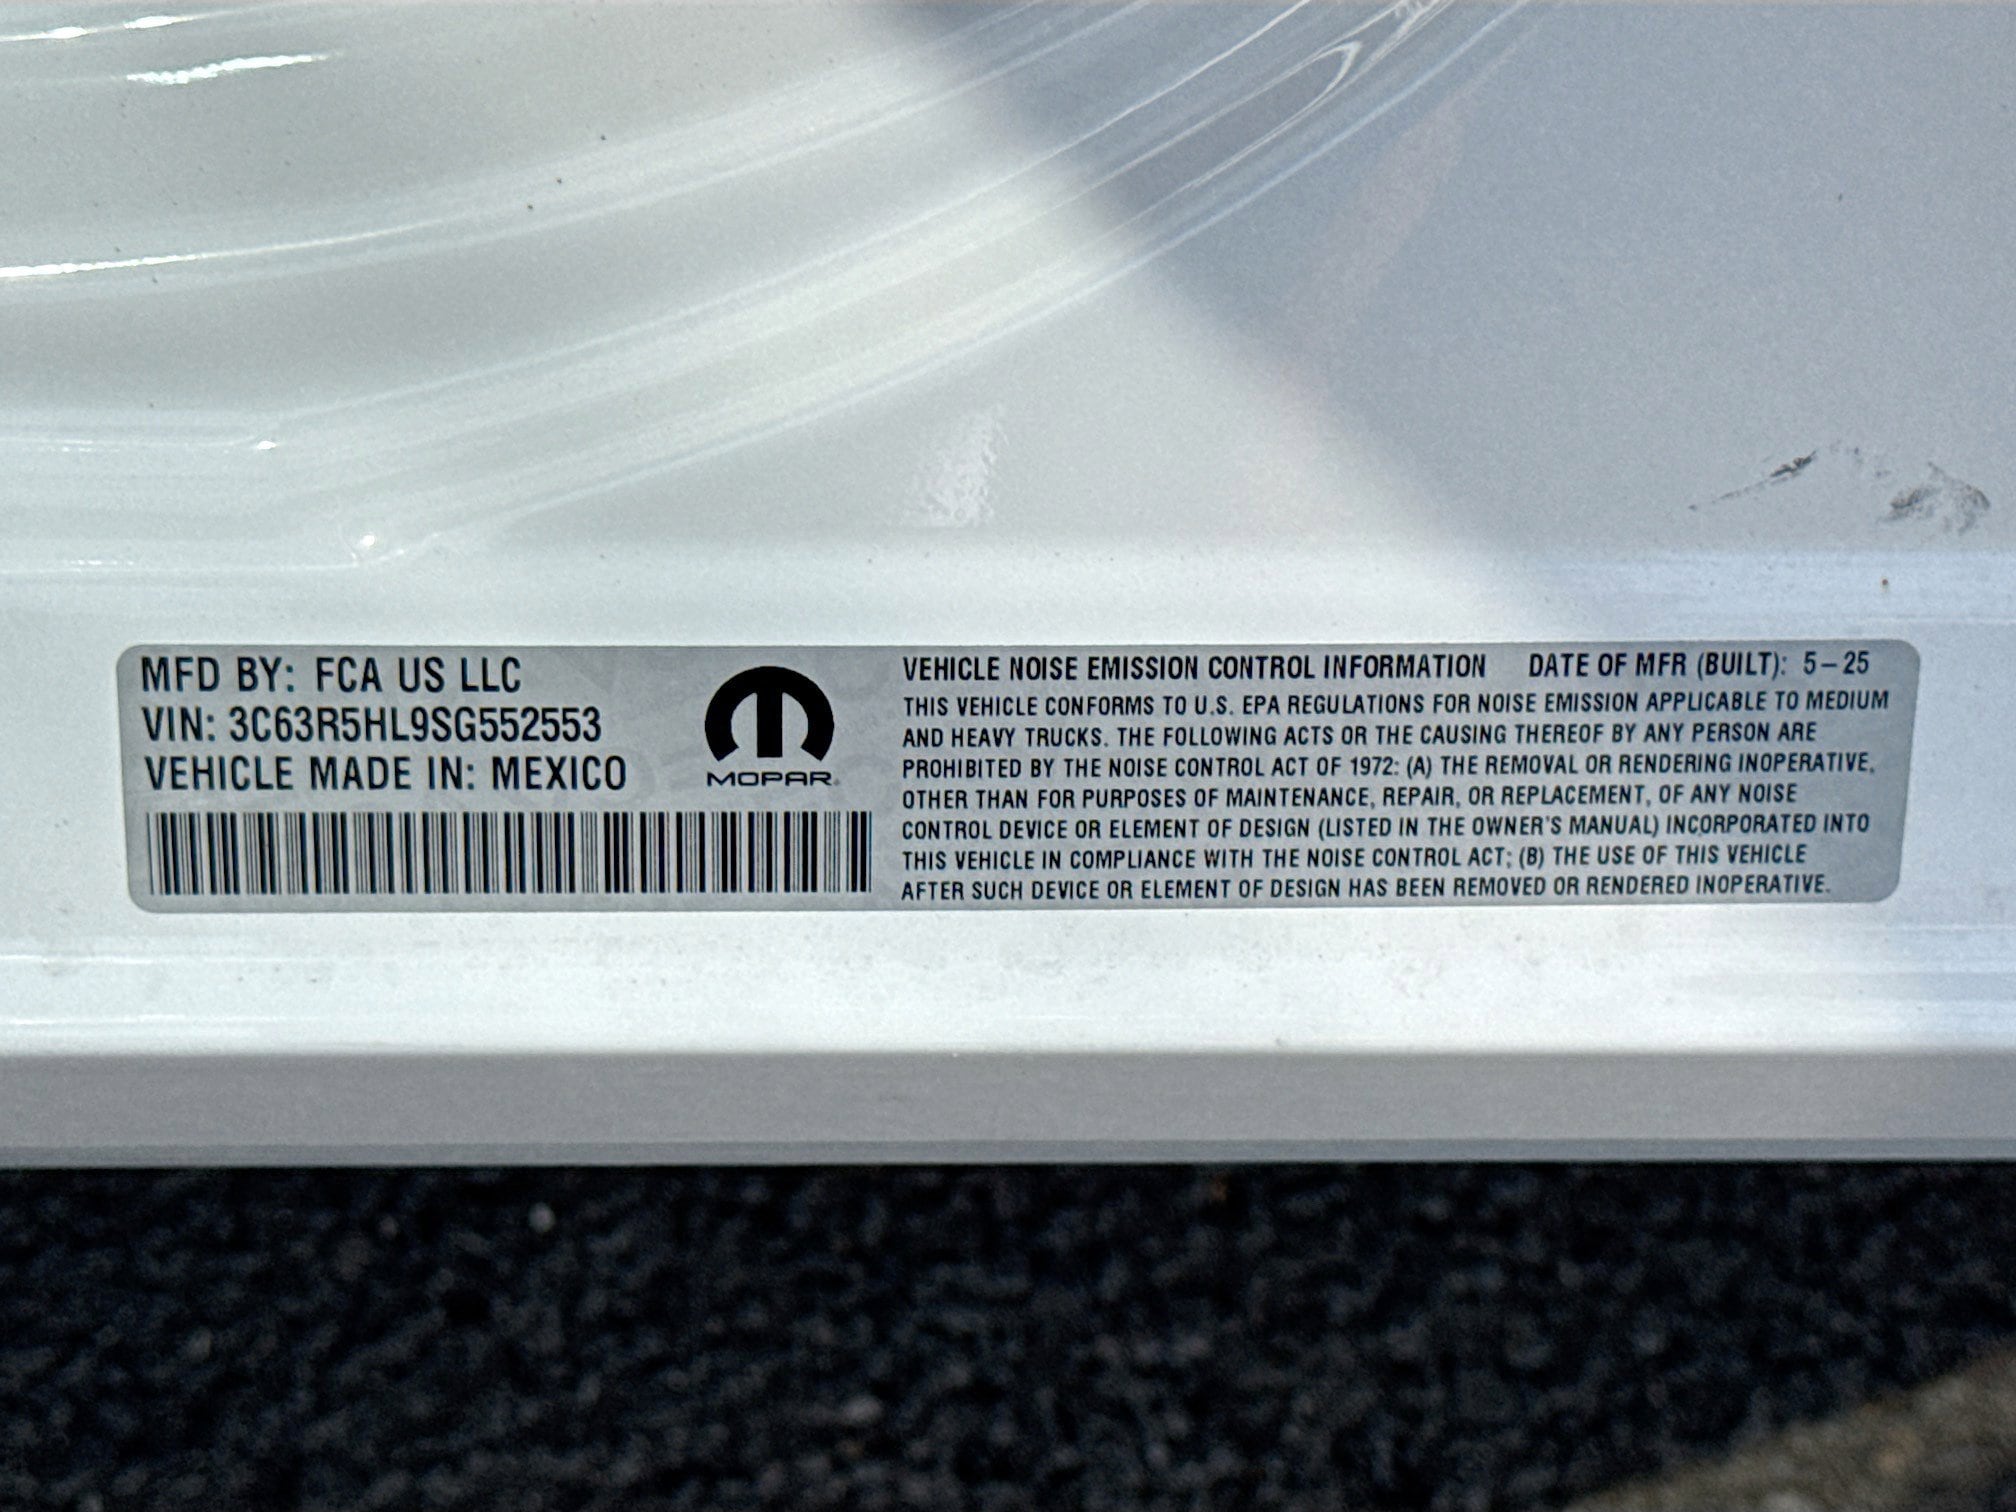 MFD BY: FCA US LLC
VIN: 3C63R5HL9SG552553
VEHICLE MADE IN: MEXICO
MOPAR®
VEHICLE NOISE EMISSION CONTROL INFORMATION DATE OF MFR (BUILT): 5-25
THIS VEHICLE CONFORMS TO U.S. EPA REGULATIONS FOR NOISE EMISSION APPLICABLE TO MEDIUM
AND HEAVY TRUCKS. THE FOLLOWING ACTS OR THE CAUSING THEREOF BY ANY PERSON ARE
PROHIBITED BY THE NOISE CONTROL ACT OF 1972: (A) THE REMOVAL OR RENDERING INOPERATIVE,
OTHER THAN FOR PURPOSES OF MAINTENANCE, REPAIR, OR REPLACEMENT, OF ANY NOISE
CONTROL DEVICE OR ELEMENT OF DESIGN (LISTED IN THE OWNER'S MANUAL) INCORPORATED INTO
THIS VEHICLE IN COMPLIANCE WITH THE NOISE CONTROL ACT; (B) THE USE OF THIS VEHICLE
AFTER SUCH DEVICE OR ELEMENT OF DESIGN HAS BEEN REMOVED OR RENDERED INOPERATIVE.